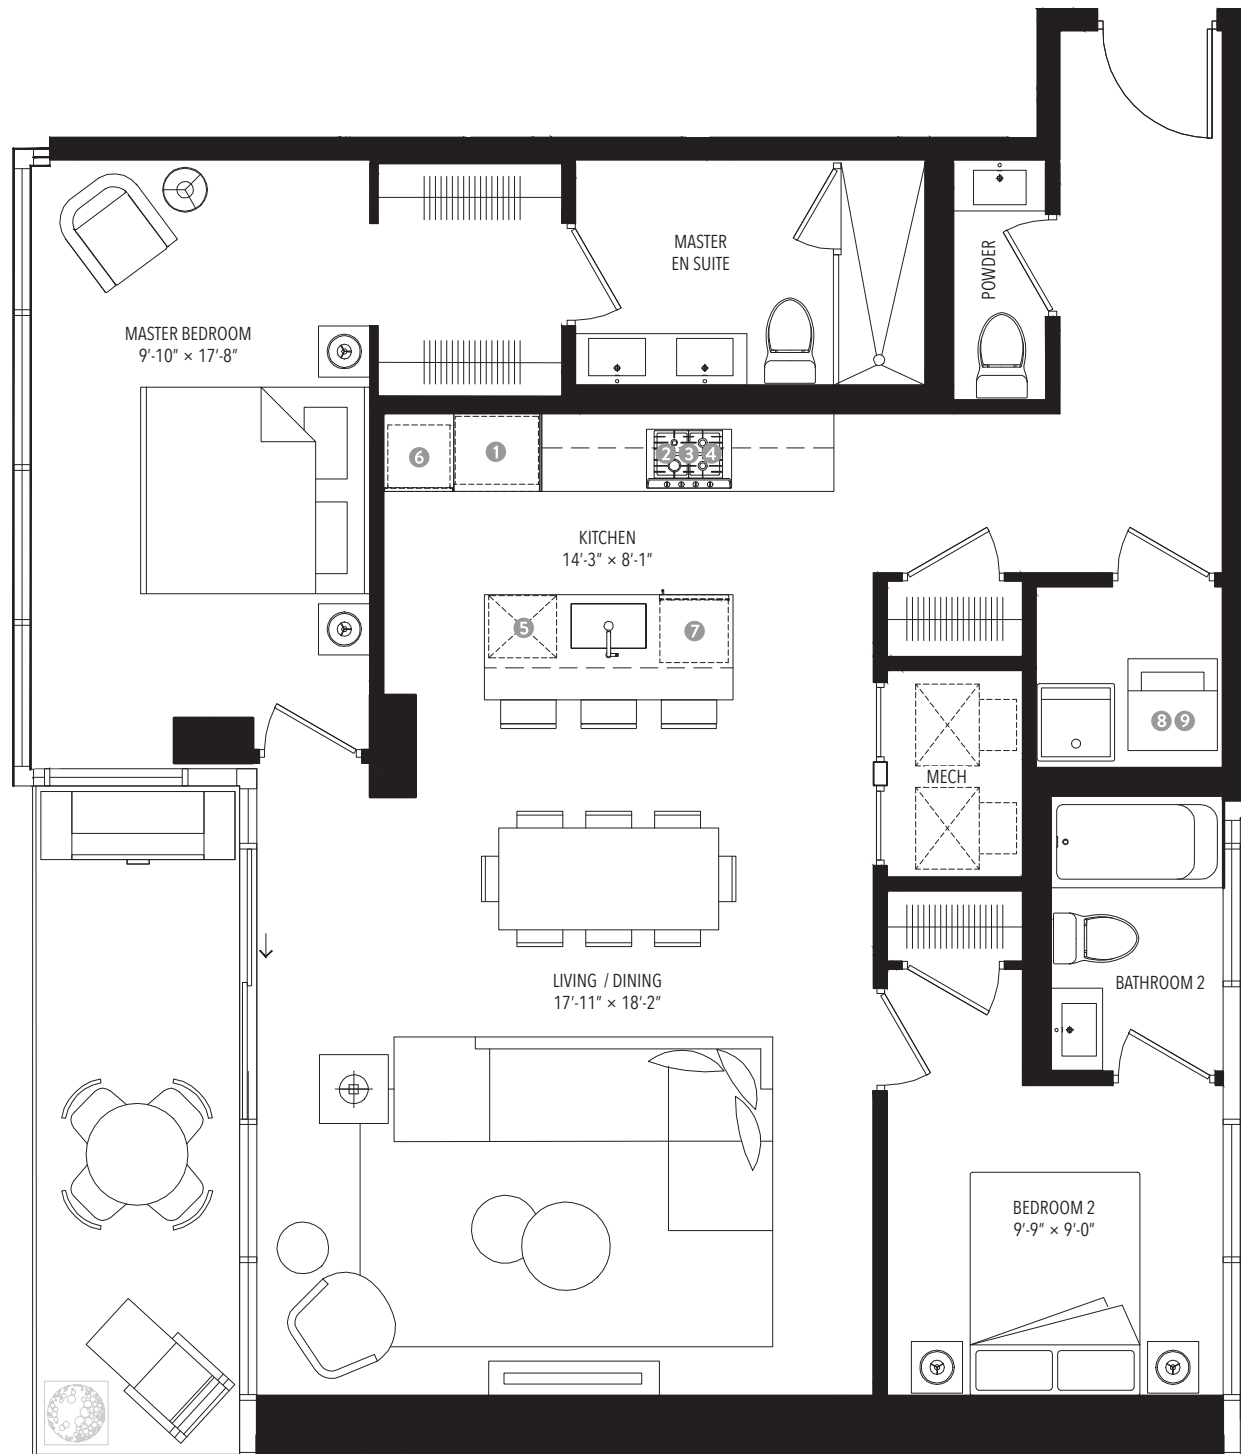 MASTER
EN SUITE
POWDER
MASTER BEDROOM
9'-10" × 17'-8"
6
1
2 3 4
KITCHEN
14'-3" × 8'-1"
5
7
8 9
MECH
LIVING / DINING
17'-11" × 18'-2"
BATHROOM 2
BEDROOM 2
9'-9" × 9'-0"